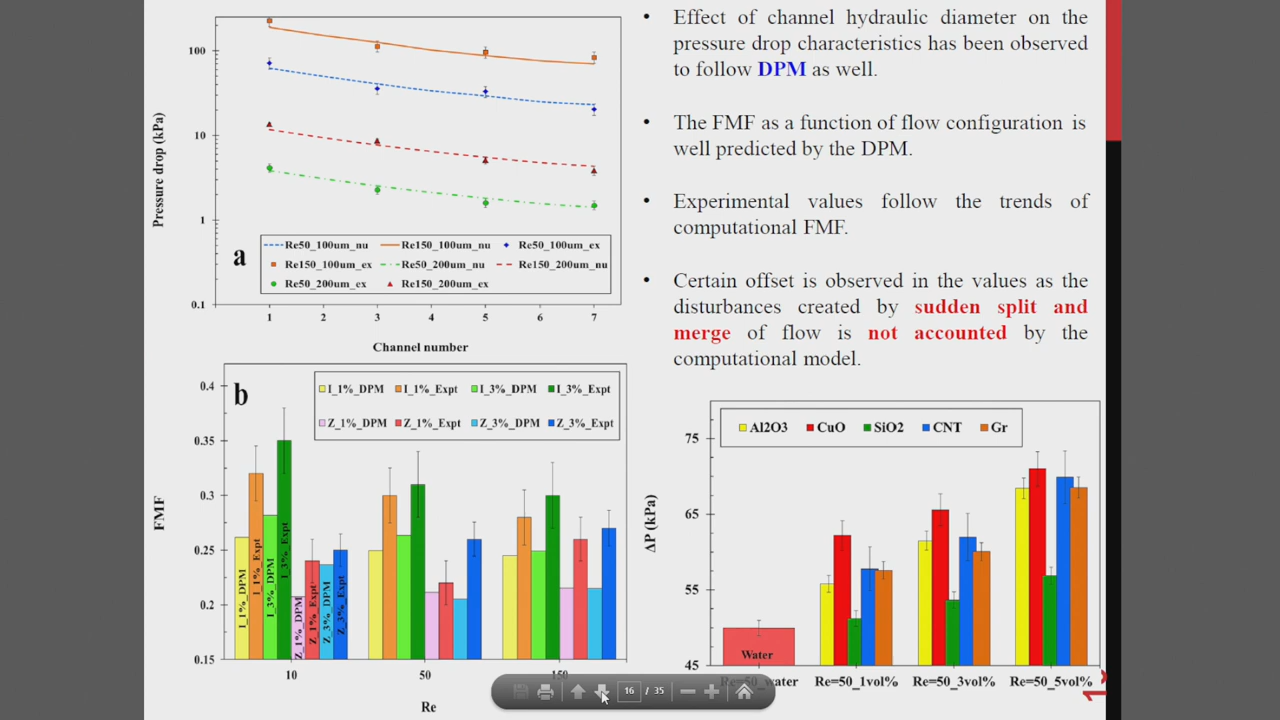 • Effect of channel hydraulic diameter on the
pressure drop characteristics has been observed
to follow DPM as well.
• The FMF as a function of flow configuration is
well predicted by the DPM.
• Experimental values follow the trends of
computational FMF.
• Certain offset is observed in the values as the
disturbances created by sudden split and
merge of flow is not accounted by the
computational model.
Pressure drop (kPa)
100
10
1
0.1
a
Re50_100um_nu Re150_100um_nu Re50_100um_ex
Re150_100um_ex Re50_200um_nu Re150_200um_nu
Re50_200um_ex Re150_200um_ex
1 2 3 4 5 6 7
Channel number
b
I_1%_DPM I_1%_Expt I_3%_DPM I_3%_Expt
Z_1%_DPM Z_1%_Expt Z_3%_DPM Z_3%_Expt
FMF
0.4
0.35
0.3
0.25
0.2
0.15
I_1%_DPM
I_1%_Expt
I_3%_DPM
I_3%_Expt
Z_1%_DPM
Z_1%_Expt
Z_3%_DPM
Z_3%_Expt
10 50 150
Re
Al2O3 CuO SiO2 CNT Gr
ΔP (kPa)
75
65
55
45
Water
Re=50_water Re=50_1vol% Re=50_3vol% Re=50_5vol%
16 / 35